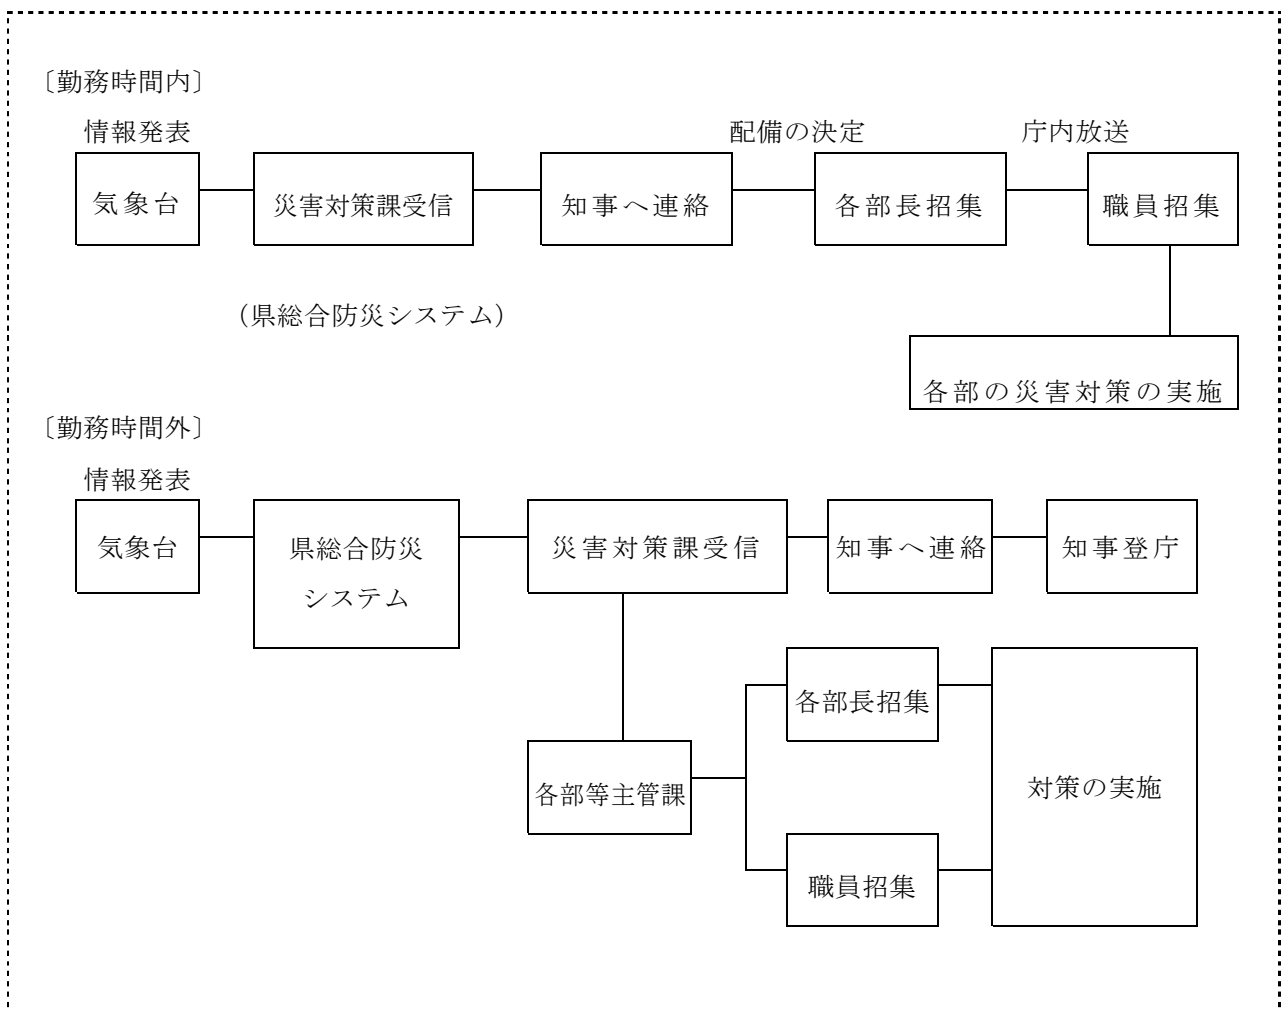 〔勤務時間内〕
情報発表
配備の決定
庁内放送
気象台
災害対策課受信
知事へ連絡
各部長招集
職員招集
（県総合防災システム）
各部の災害対策の実施
〔勤務時間外〕
情報発表
気象台
県総合防災
システム
災害対策課受信
知事へ連絡
知事登庁
各部長招集
各部等主管課
対策の実施
職員招集